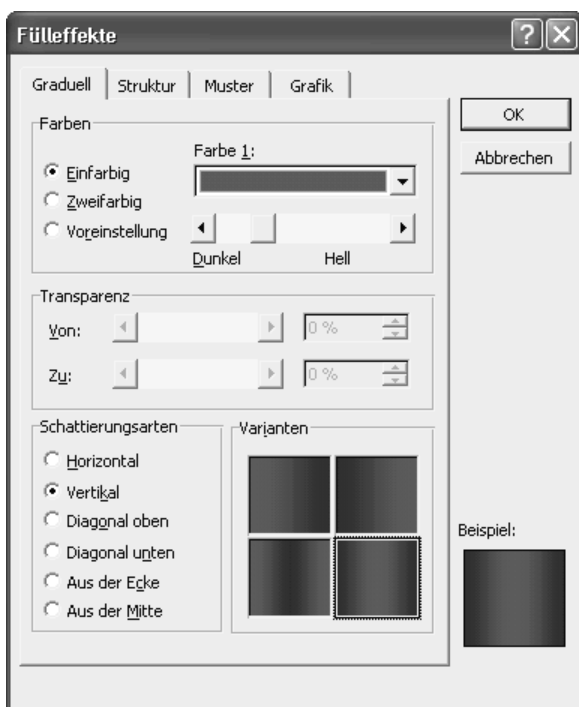 Fülleffekte
Graduell Struktur Muster Grafik
OK
Abbrechen
Farben
Einfarbig
Zweifarbig
Voreinstellung
Farbe 1:
Dunkel Hell
Transparenz
Von: 0 %
Zu: 0 %
Schattierungsarten
Horizontal
Vertikal
Diagonal oben
Diagonal unten
Aus der Ecke
Aus der Mitte
Varianten
Beispiel: